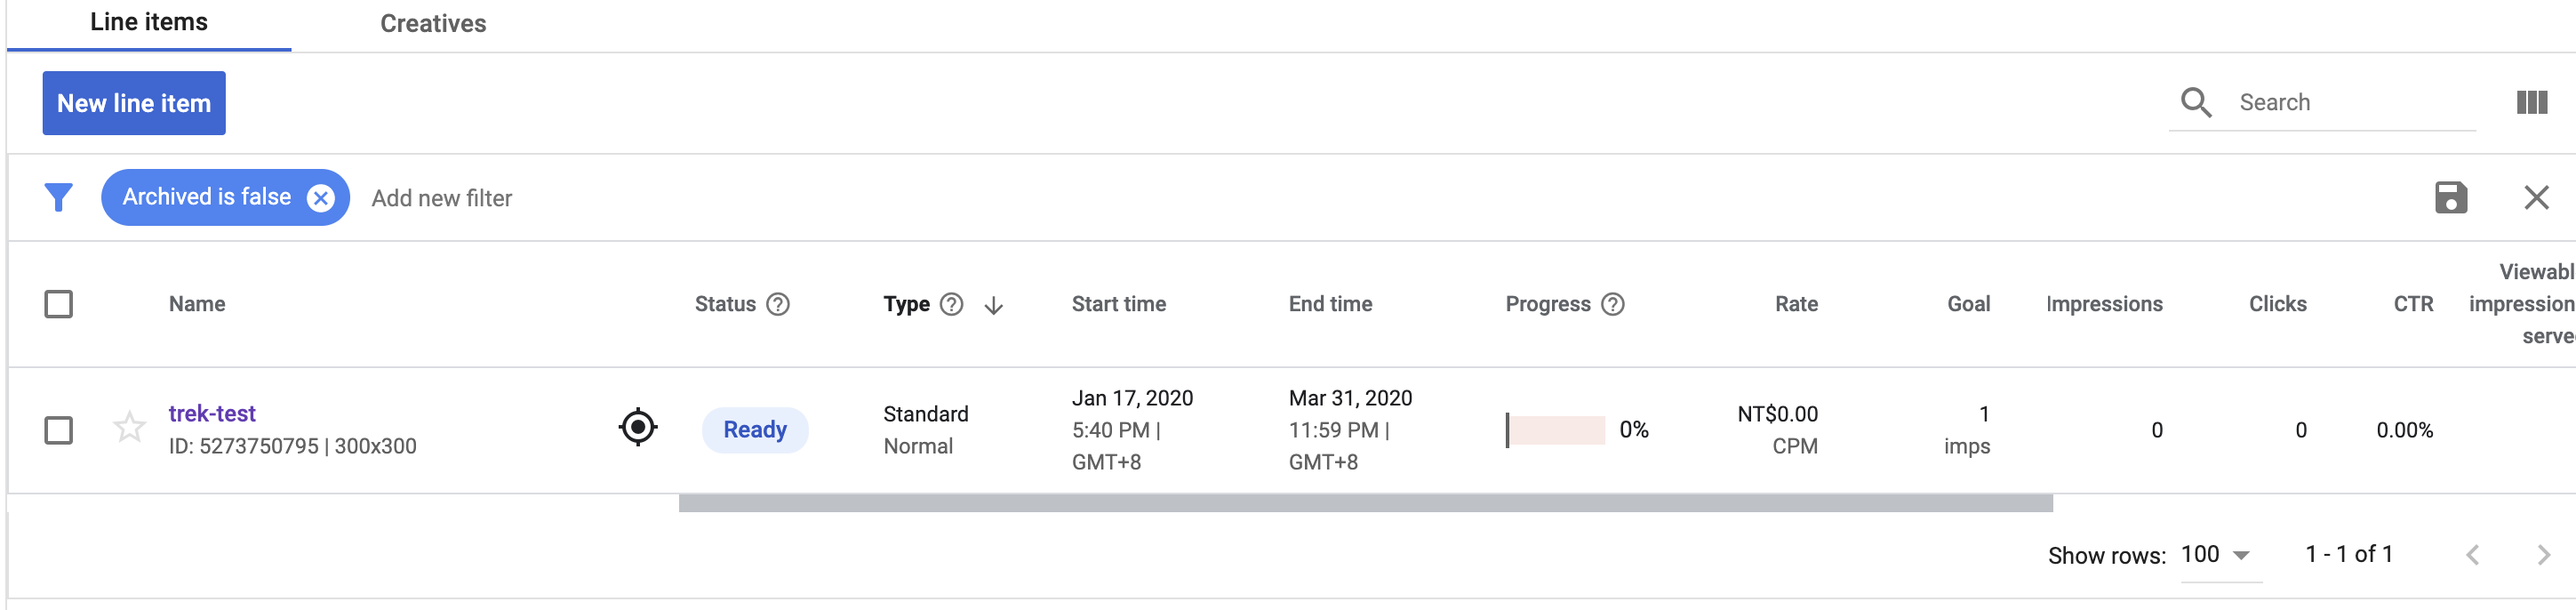 Line items
Creatives
New line item
Search
Archived is false
Add new filter
Name
Status
Type
Start time
End time
Progress
Rate
Goal
Impressions
Clicks
CTR
Viewabl
impression
serve
trek-test
ID: 5273750795 | 300x300
Ready
Standard
Normal
Jan 17, 2020
5:40 PM |
GMT+8
Mar 31, 2020
11:59 PM |
GMT+8
0%
NT$0.00
CPM
1
imps
0
0
0.00%
Show rows: 100
1 - 1 of 1